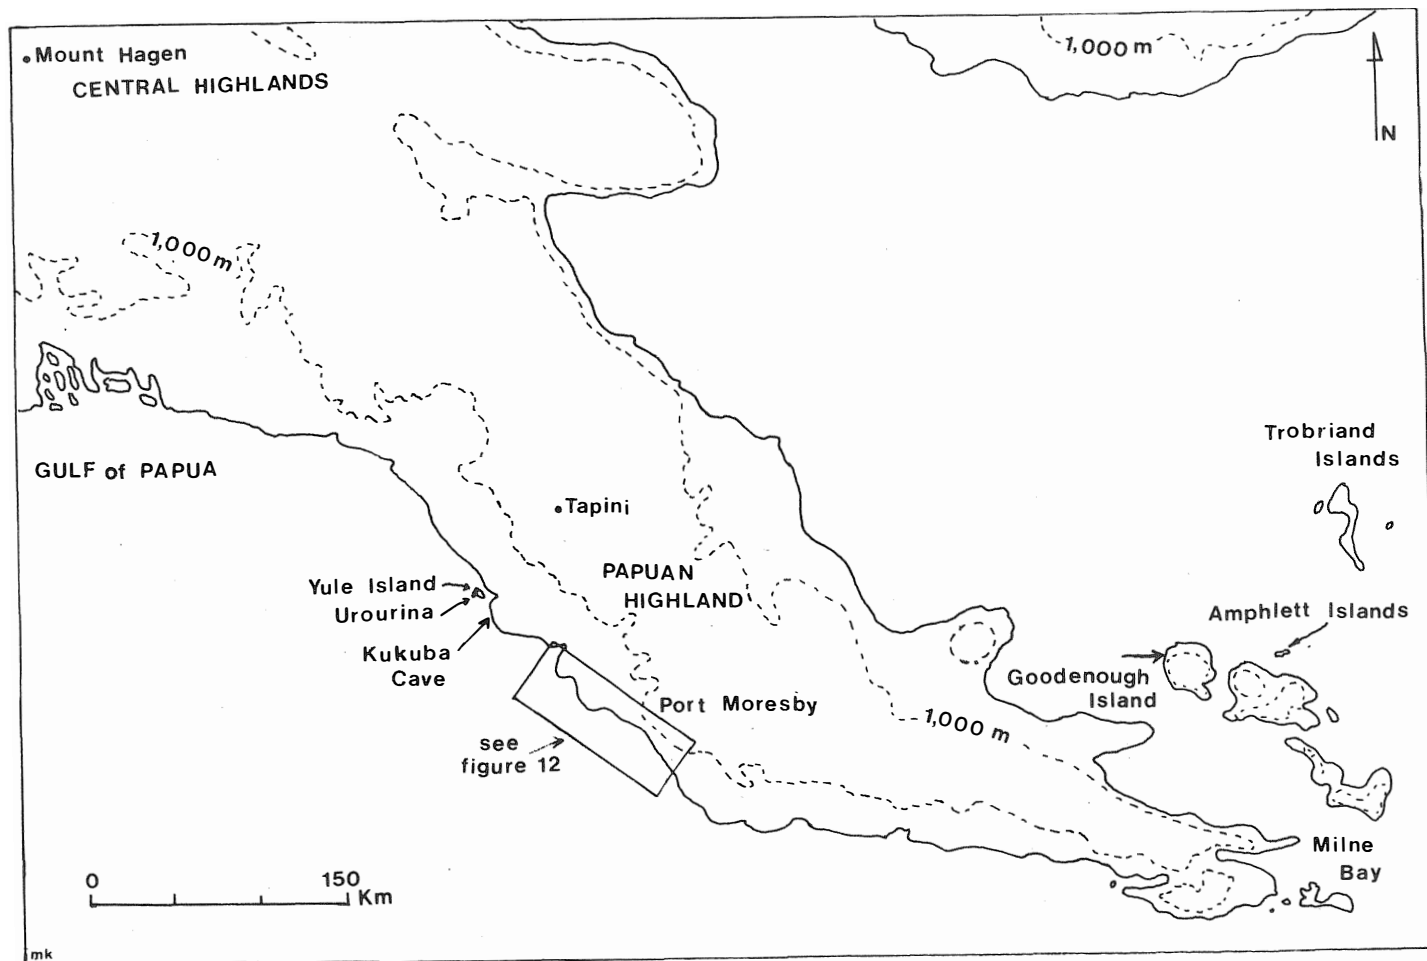 Mount Hagen
CENTRAL HIGHLANDS
1,000 m
N
1,000 m
GULF of PAPUA
Trobriand
Islands
Tapini
PAPUAN
HIGHLAND
Yule Island
Urourina
Kukuba
Cave
Amphlett Islands
Goodenough
Island
Port Moresby
1,000 m
see
figure 12
Milne
Bay
0 150
Km
mk